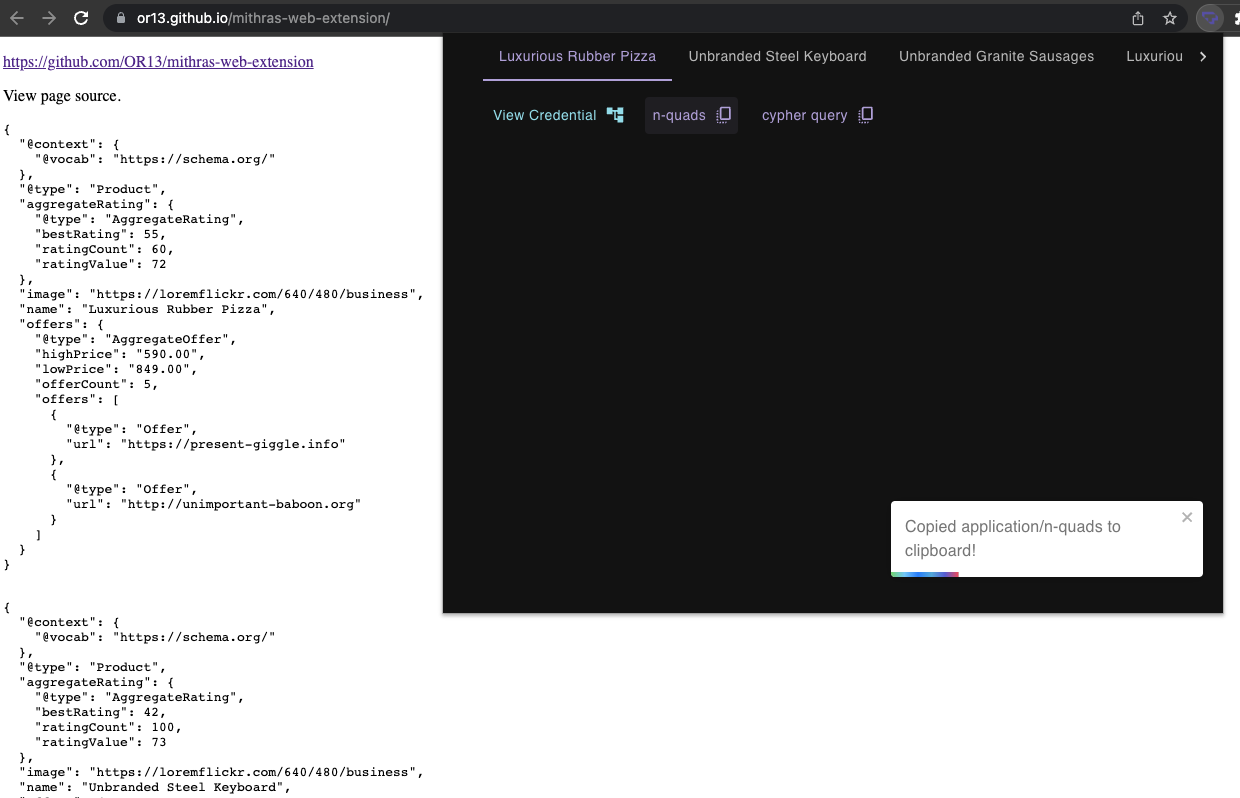 or13.github.io/mithras-web-extension/
https://github.com/OR13/mithras-web-extension
View page source.
{
  "@context": {
    "@vocab": "https://schema.org/"
  },
  "@type": "Product",
  "aggregateRating": {
    "@type": "AggregateRating",
    "bestRating": 55,
    "ratingCount": 60,
    "ratingValue": 72
  },
  "image": "https://loremflickr.com/640/480/business",
  "name": "Luxurious Rubber Pizza",
  "offers": {
    "@type": "AggregateOffer",
    "highPrice": "590.00",
    "lowPrice": "849.00",
    "offerCount": 5,
    "offers": [
      {
        "@type": "Offer",
        "url": "https://present-giggle.info"
      },
      {
        "@type": "Offer",
        "url": "http://unimportant-baboon.org"
      }
    ]
  }
}
{
  "@context": {
    "@vocab": "https://schema.org/"
  },
  "@type": "Product",
  "aggregateRating": {
    "@type": "AggregateRating",
    "bestRating": 42,
    "ratingCount": 100,
    "ratingValue": 73
  },
  "image": "https://loremflickr.com/640/480/business",
  "name": "Unbranded Steel Keyboard",
Luxurious Rubber Pizza Unbranded Steel Keyboard Unbranded Granite Sausages Luxuriou
View Credential n-quads cypher query
Copied application/n-quads to
clipboard!